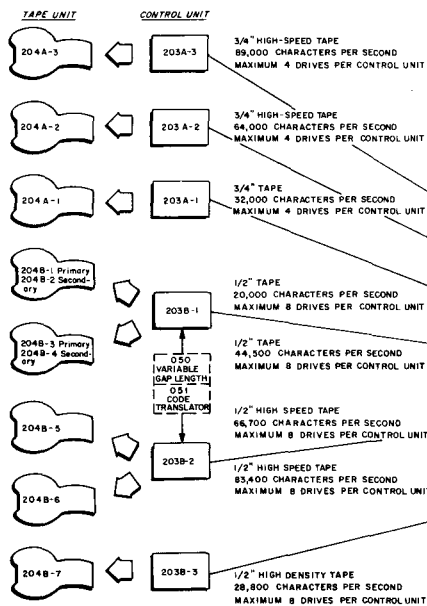 TAPE UNIT
CONTROL UNIT
204A-3
203A-3
3/4" HIGH-SPEED TAPE
89,000 CHARACTERS PER SECOND
MAXIMUM 4 DRIVES PER CONTROL UNIT
204A-2
203A-2
3/4" HIGH-SPEED TAPE
64,000 CHARACTERS PER SECOND
MAXIMUM 4 DRIVES PER CONTROL UNIT
204A-1
203A-1
3/4" TAPE
32,000 CHARACTERS PER SECOND
MAXIMUM 4 DRIVES PER CONTROL UNIT
204B-1 Primary
204B-2 Second-
ary
203B-1
1/2" TAPE
20,000 CHARACTERS PER SECOND
MAXIMUM 8 DRIVES PER CONTROL UNIT
204B-3 Primary
204B-4 Second-
ary
1/2" TAPE
44,500 CHARACTERS PER SECOND
MAXIMUM 8 DRIVES PER CONTROL UNIT
050
VARIABLE
GAP LENGTH
051
CODE
TRANSLATOR
204B-5
1/2" HIGH SPEED TAPE
66,700 CHARACTERS PER SECOND
MAXIMUM 8 DRIVES PER CONTROL UNIT
203B-2
204B-6
1/2" HIGH SPEED TAPE
83,400 CHARACTERS PER SECOND
MAXIMUM 8 DRIVES PER CONTROL UNIT
204B-7
203B-3
1/2" HIGH DENSITY TAPE
28,800 CHARACTERS PER SECOND
MAXIMUM 8 DRIVES PER CONTROL UNIT